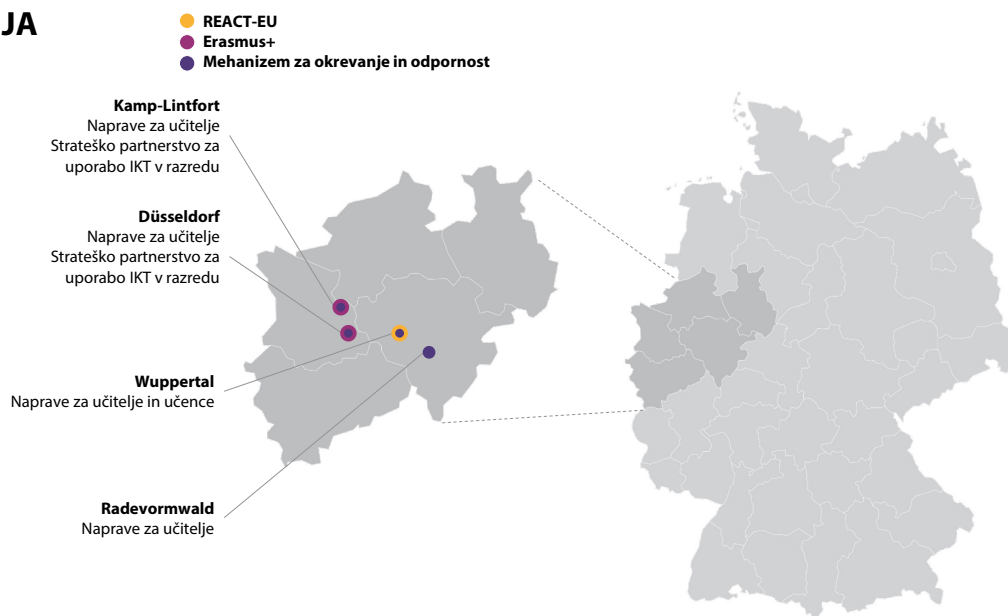 JA
REACT-EU
Erasmus+
Mehanizem za okrevanje in odpornost
Kamp-Lintfort
Naprave za učitelje
Strateško partnerstvo za
uporabo IKT v razredu
Düsseldorf
Naprave za učitelje
Strateško partnerstvo za
uporabo IKT v razredu
Wuppertal
Naprave za učitelje in učence
Radevormwald
Naprave za učitelje